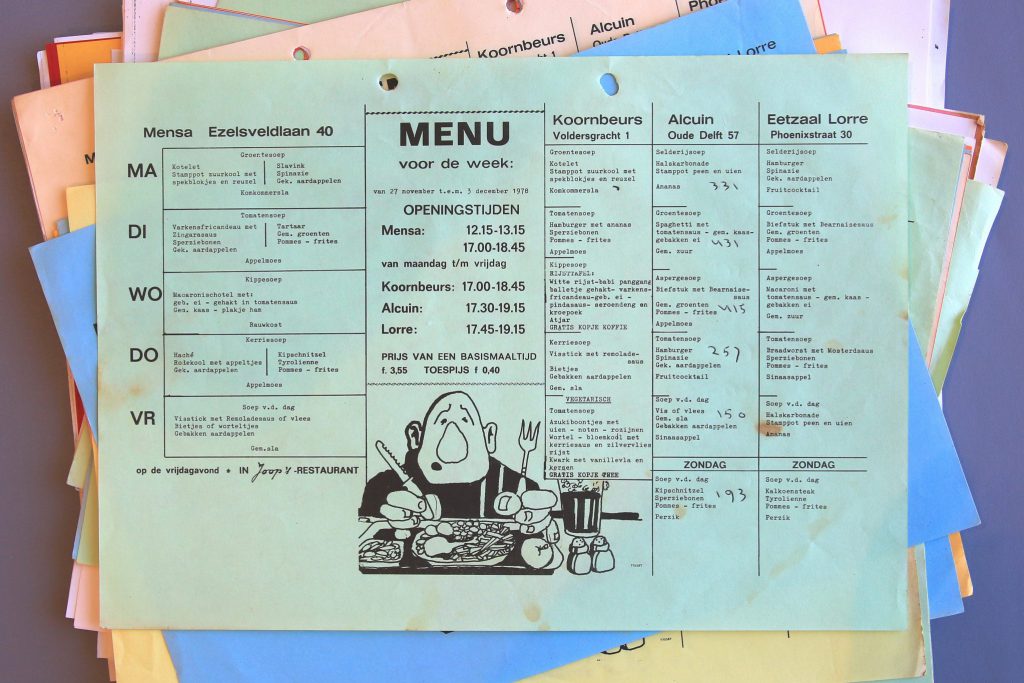 Koornbeurs
Alcuin
Mensa Ezelsveldlaan 40
MA
Groentesoep
Kotelet
Stamppot zuurkool met
spekblokjes en reuzel
Slavink
Spinazie
Gek. aardappelen
Komkommersla
DI
Tomatensoep
Varkensfricandeau met
Zingarasaus
Sperziebonen
Gek. aardappelen
Tartaar
Gem. groenten
Pommes - frites
Appelmoes
WO
Kippesoep
Macaronischotel met:
geb. ei - gehakt in tomatensaus
Gem. kaas - plakje ham
Rauwkost
DO
Kerriesoep
Haché
Rodekool met appeltjes
Gek. aardappelen
Kipschnitzel
Tyrolienne
Pommes - frites
Appelmoes
VR
Soep v.d. dag
Visstick met Remoladesaus of vlees
Bietjes of worteltjes
Gebakken aardappelen
Gem.sla
op de vrijdagavond * IN Joop's-RESTAURANT
MENU
voor de week:
van 27 november t.e.m. 3 december 1978
OPENINGSTIJDEN
Mensa: 12.15-13.15
17.00-18.45
van maandag t/m vrijdag
Koornbeurs: 17.00-18.45
Alcuin: 17.30-19.15
Lorre: 17.45-19.15
PRIJS VAN EEN BASISMAALTIJD
f. 3,55 TOESPIJS f 0,40
Koornbeurs
Voldersgracht 1
Groentesoep
Kotelet
Stamppot zuurkool met
spekblokjes en reuzel
Komkommersla
Tomatensoep
Hamburger met ananas
Sperziebonen
Pommes - frites
Appelmoes
Kippesoep
RIJSTTAFEL:
Witte rijst-babi panggang
balletje gehakt- varkens-
fricandeau-geb. ei -
pindasaus- seroendeng en
kroepoek
Atjar
GRATIS KOPJE KOFFIE
Kerriesoep
Visstick met remolade-
saus
Bietjes
Gebakken aardappelen
Gem. sla
VEGETARISCH
Tomatensoep
Azukiboontjes met
uien - noten - rozijnen
Wortel - bloemkool met
kerriesaus en zilvervlies
rijst
Kwark met vanillevla en
kersen
GRATIS KOPJE THEE
Alcuin
Oude Delft 57
Selderijsoep
Halskarbonade
Stamppot peen en uien
Ananas 331
Groentesoep
Spaghetti met
tomatensaus - gem. kaas-
gebakken ei 431
Gem. zuur
Aspergesoep
Biefstuk met Bearnaise-
saus
Gem. groenten
Pommes - frites 415
Appelmoes
Tomatensoep
Hamburger 257
Spinazie
Gek. aardappelen
Fruitcocktail
Soep v.d. dag
Vis of vlees 150
Gem. sla
Gebakken aardappelen
Sinaasappel
ZONDAG
Soep v.d. dag
Kipschnitzel 193
Sperziebonen
Pommes - frites
Perzik
Eetzaal Lorre
Phoenixstraat 30
Selderijsoep
Hamburger
Spinazie
Gek. aardappelen
Fruitcocktail
Groentesoep
Biefstuk met Bearnaisesaus
Gem. groenten
Pommes - frites
Appelmoes
Aspergesoep
Macaroni met
tomatensaus - gem. kaas -
gebakken ei
Gem. zuur
Tomatensoep
Braadworst met Mosterdsaus
Sperziebonen
Pommes - frites
Sinaasappel
Soep v.d. dag
Halskarbonade
Stamppot peen en uien
Ananas
ZONDAG
Soep v.d. dag
Kalkoensteak
Tyrolienne
Pommes - frites
Perzik